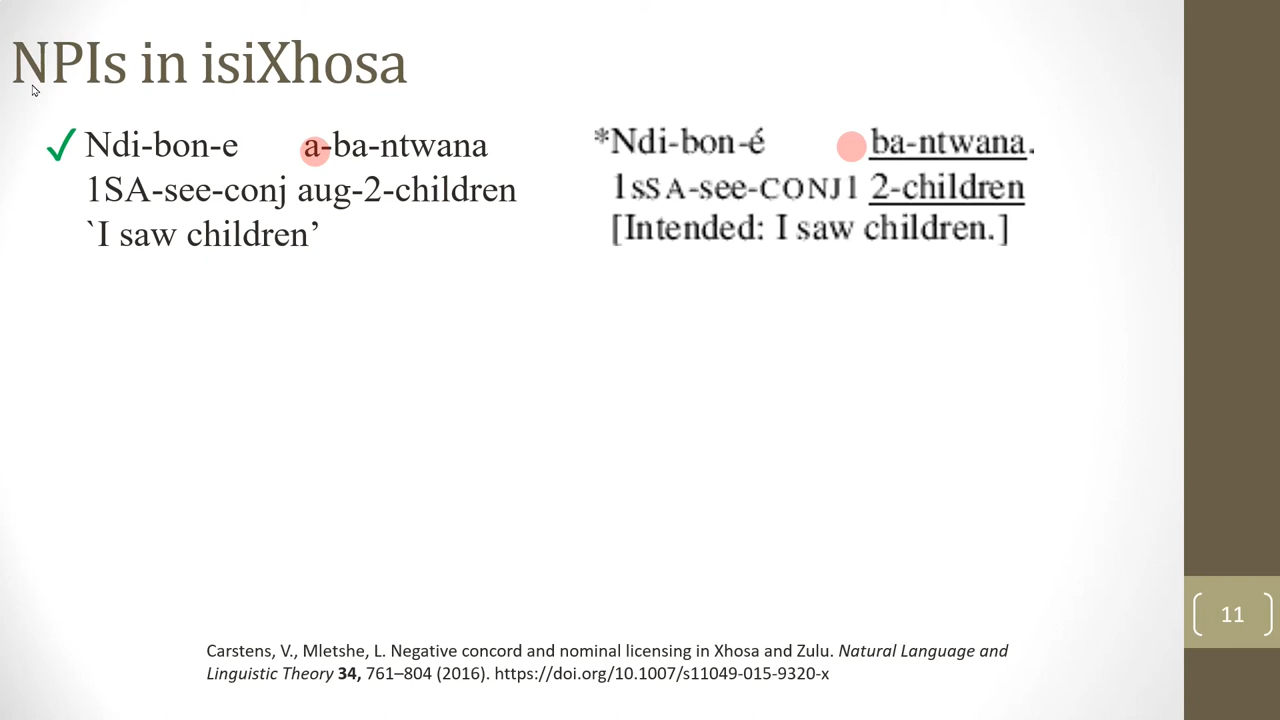 NPIs in isiXhosa
✓ Ndi-bon-e a-ba-ntwana
1SA-see-conj aug-2-children
`I saw children’
*Ndi-bon-é ba-ntwana.
1sSA-see-CONJ1 2-children
[Intended: I saw children.]
11
Carstens, V., Mletshe, L. Negative concord and nominal licensing in Xhosa and Zulu. Natural Language and
Linguistic Theory 34, 761–804 (2016). https://doi.org/10.1007/s11049-015-9320-x